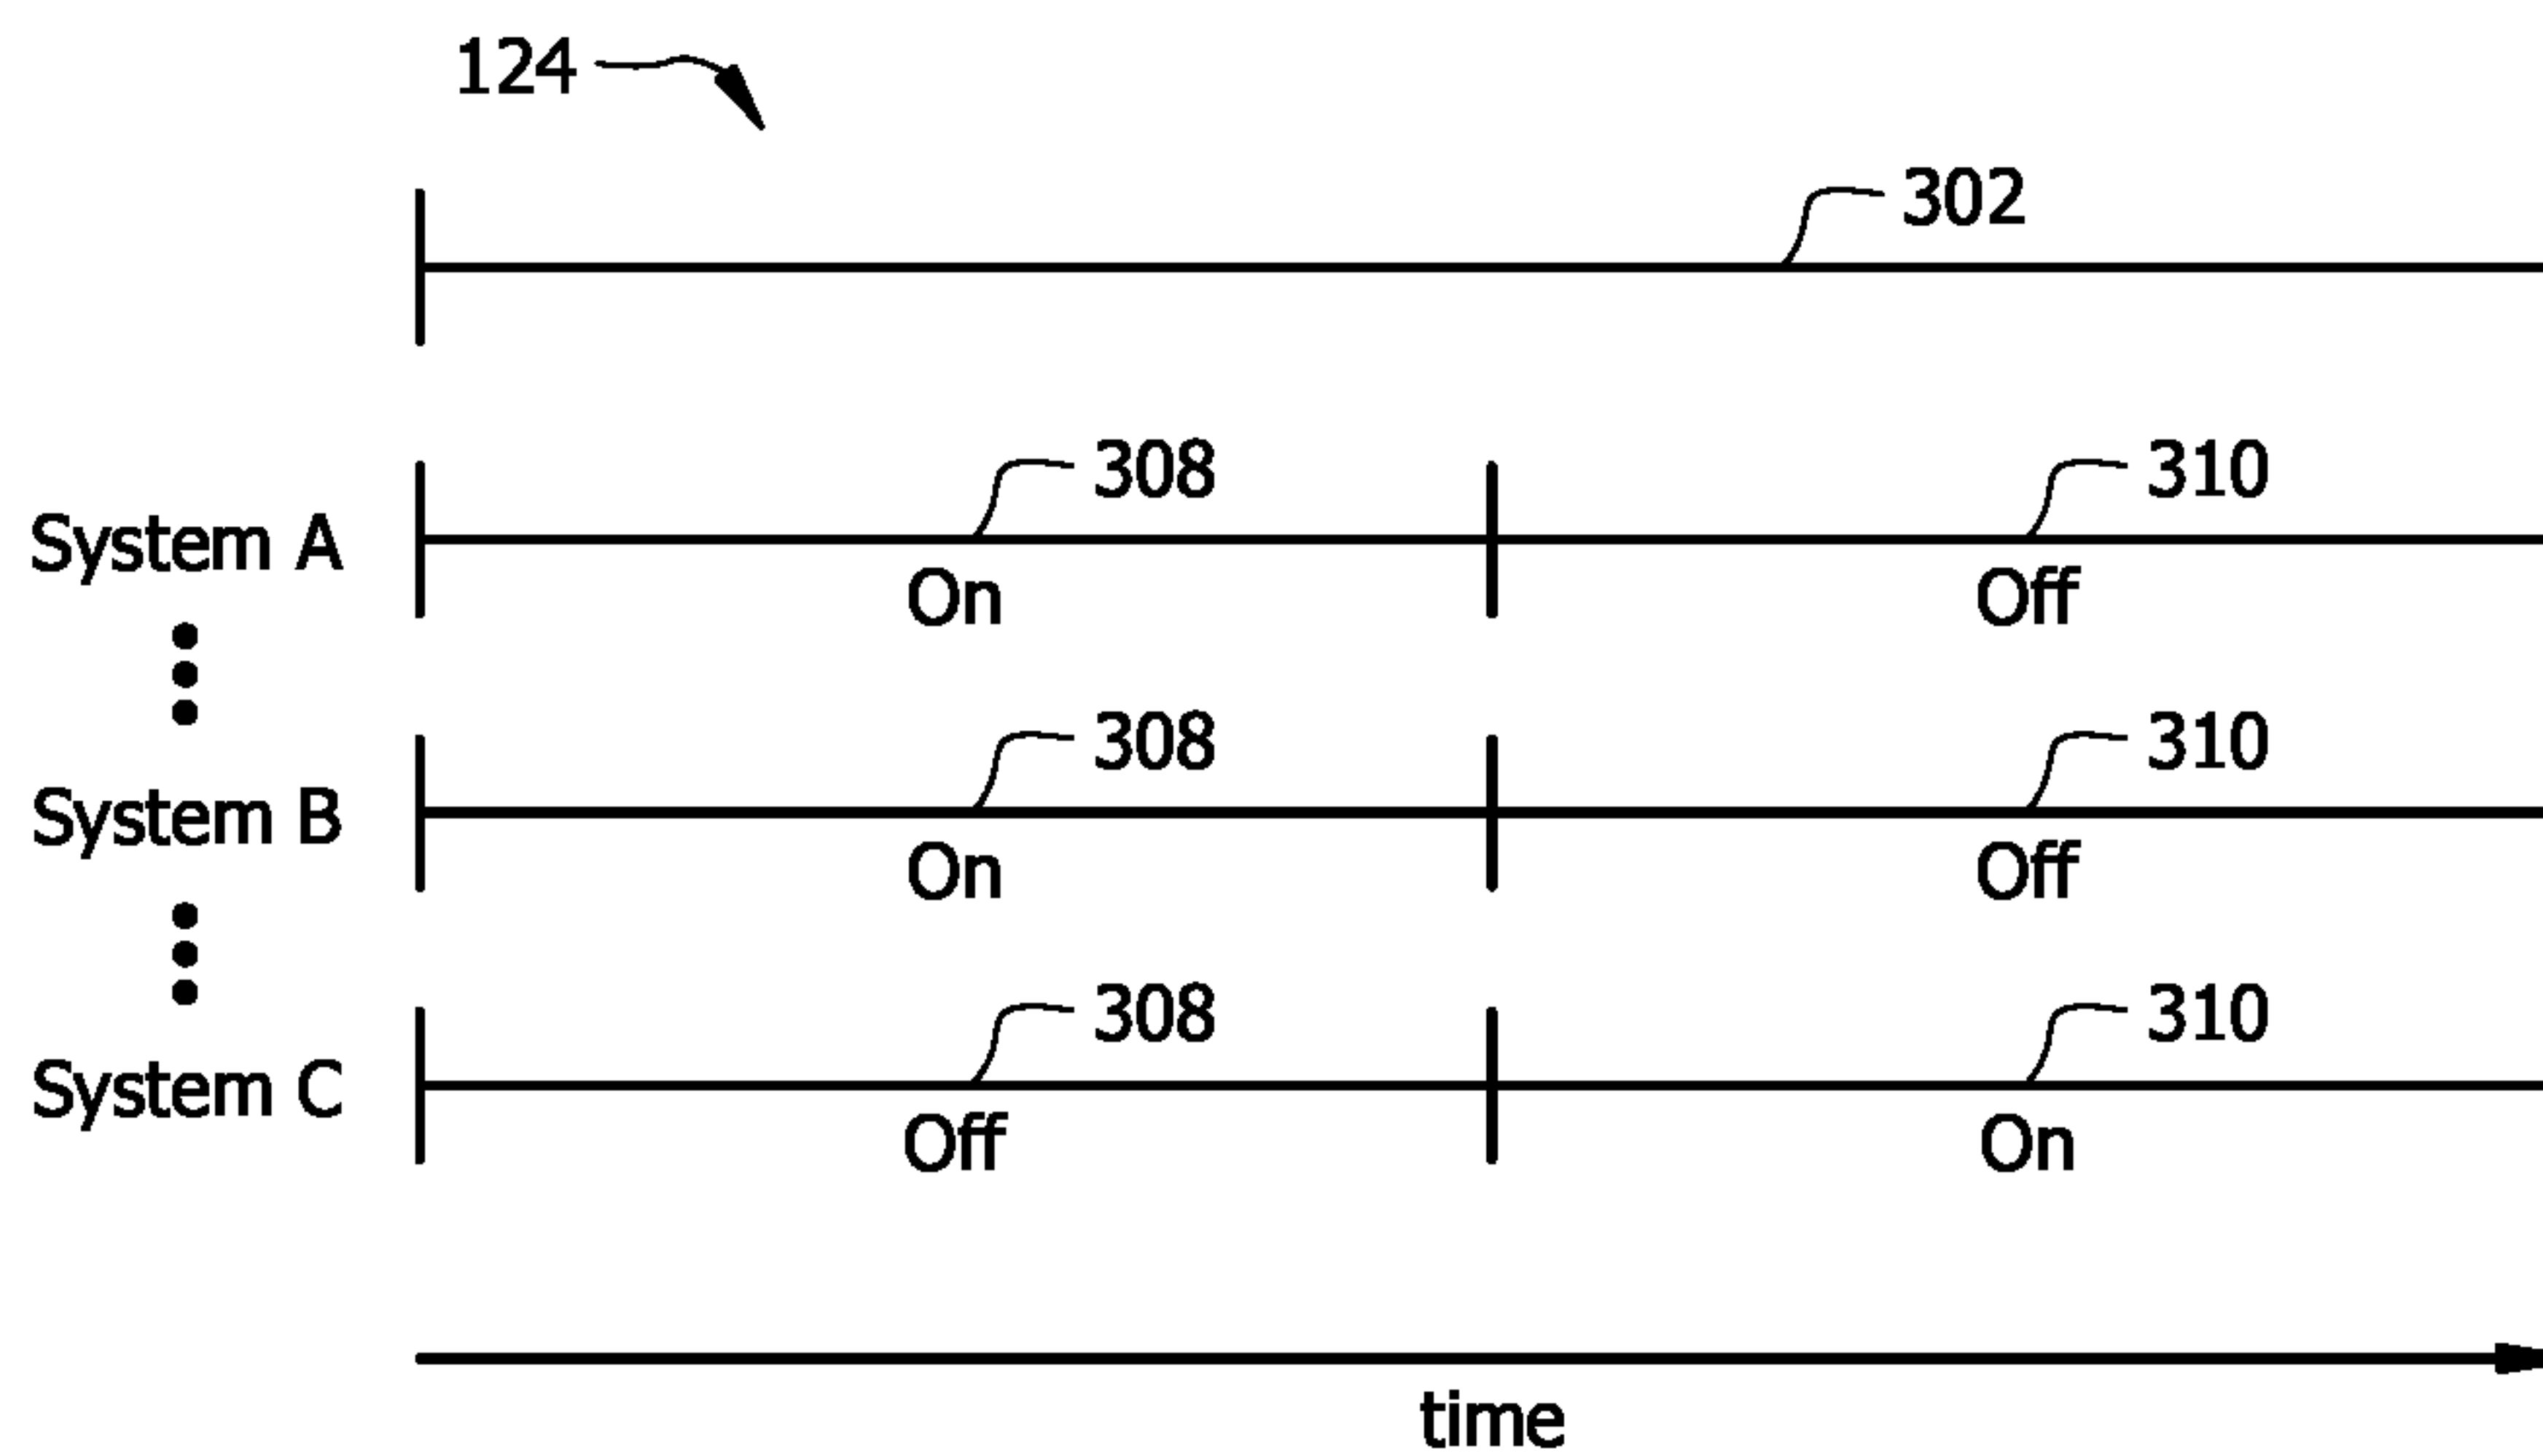 124
302
308 310
System A
On Off
308 310
System B
On Off
308 310
System C
Off On
time